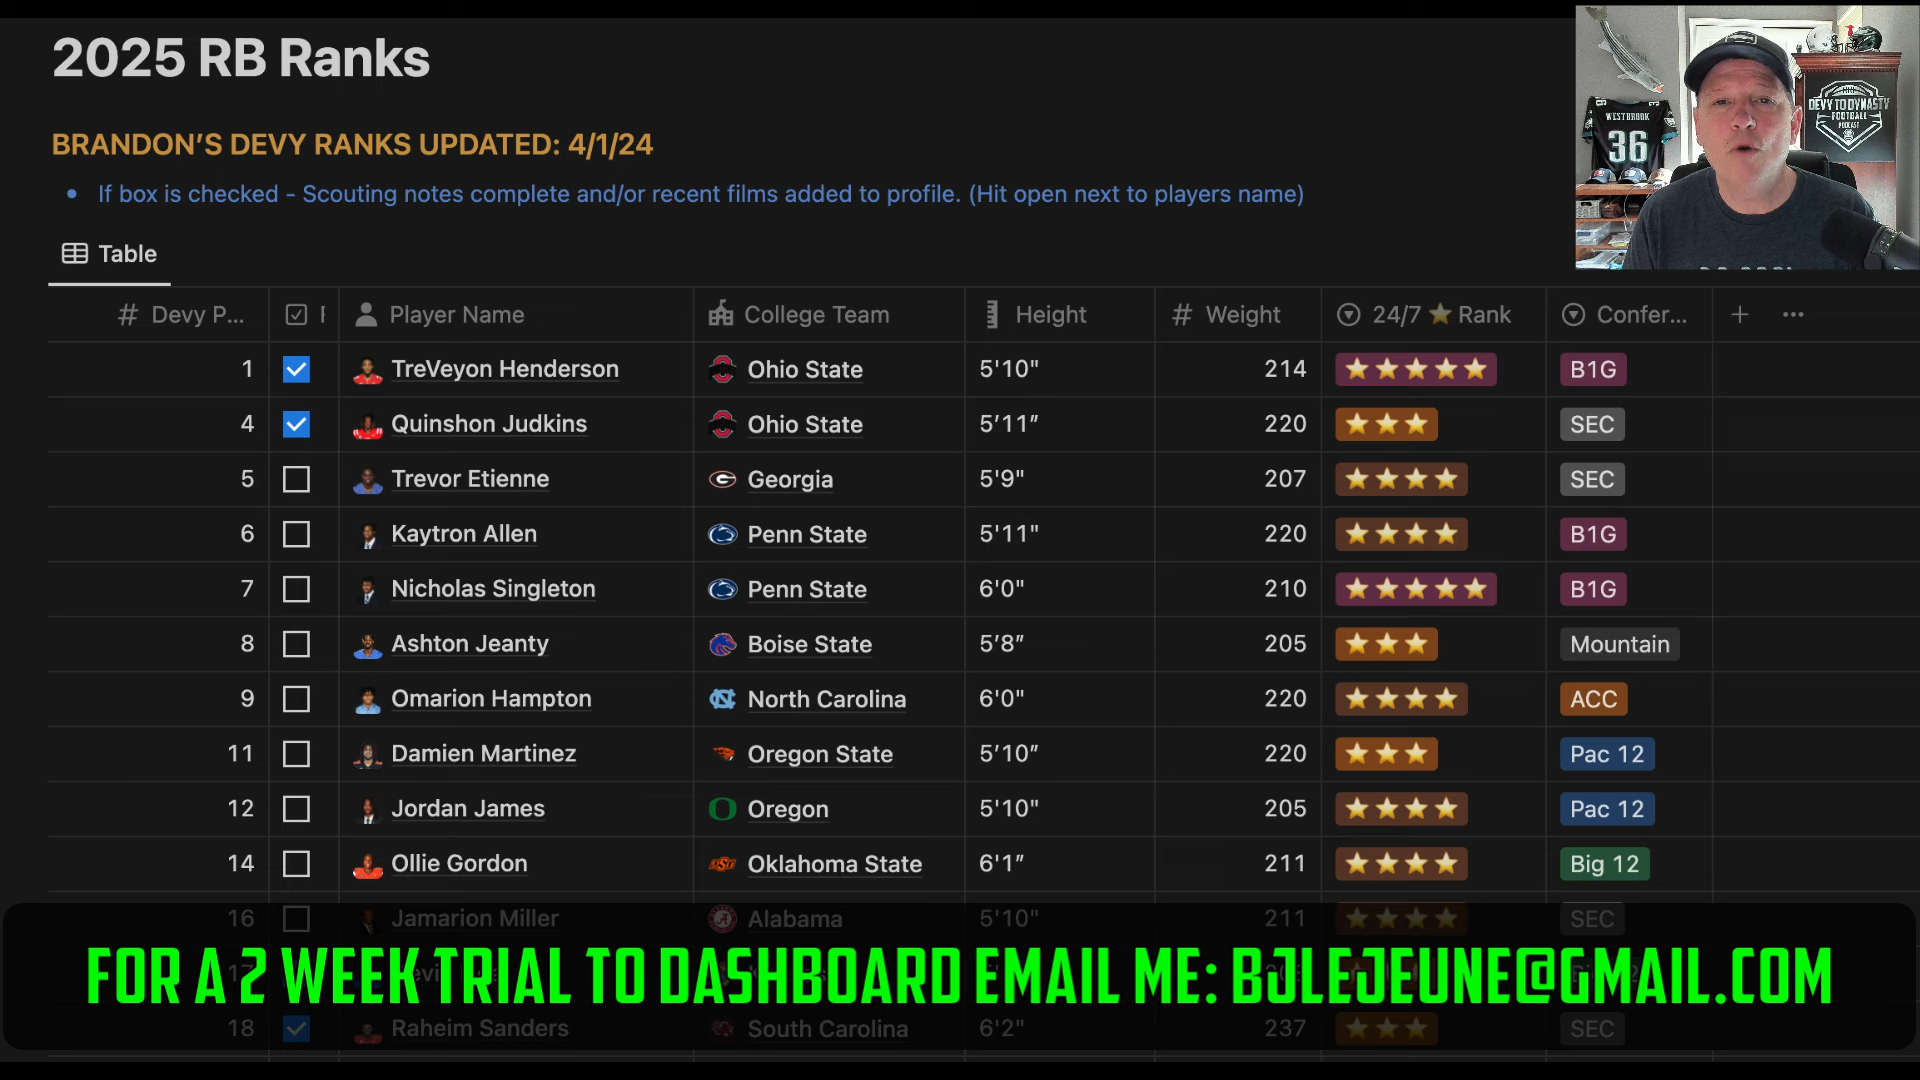 2025 RB Ranks
BRANDON'S DEVY RANKS UPDATED: 4/1/24
• If box is checked - Scouting notes complete and/or recent films added to profile. (Hit open next to players name)
Table
# Devy P... Player Name College Team Height # Weight 24/7 ⭐ Rank Confer... + ...
1 TreVeyon Henderson Ohio State 5'10" 214 B1G
4 Quinshon Judkins Ohio State 5'11″ 220 SEC
5 Trevor Etienne Georgia 5'9" 207 SEC
6 Kaytron Allen Penn State 5'11" 220 B1G
7 Nicholas Singleton Penn State 6'0" 210 B1G
8 Ashton Jeanty Boise State 5'8″ 205 Mountain
9 Omarion Hampton North Carolina 6'0" 220 ACC
11 Damien Martinez Oregon State 5'10″ 220 Pac 12
12 Jordan James Oregon 5'10" 205 Pac 12
14 Ollie Gordon Oklahoma State 6'1″ 211 Big 12
16 Jamarion Miller Alabama 5'10" 211 SEC
FOR A 2 WEEK TRIAL TO DASHBOARD EMAIL ME: BJLEJEUNE@GMAIL.COM
18 Raheim Sanders South Carolina 6'2" 237 SEC
WESTBROOK
36
DEVY TO DYNASTY
FOOTBALL
PODCAST